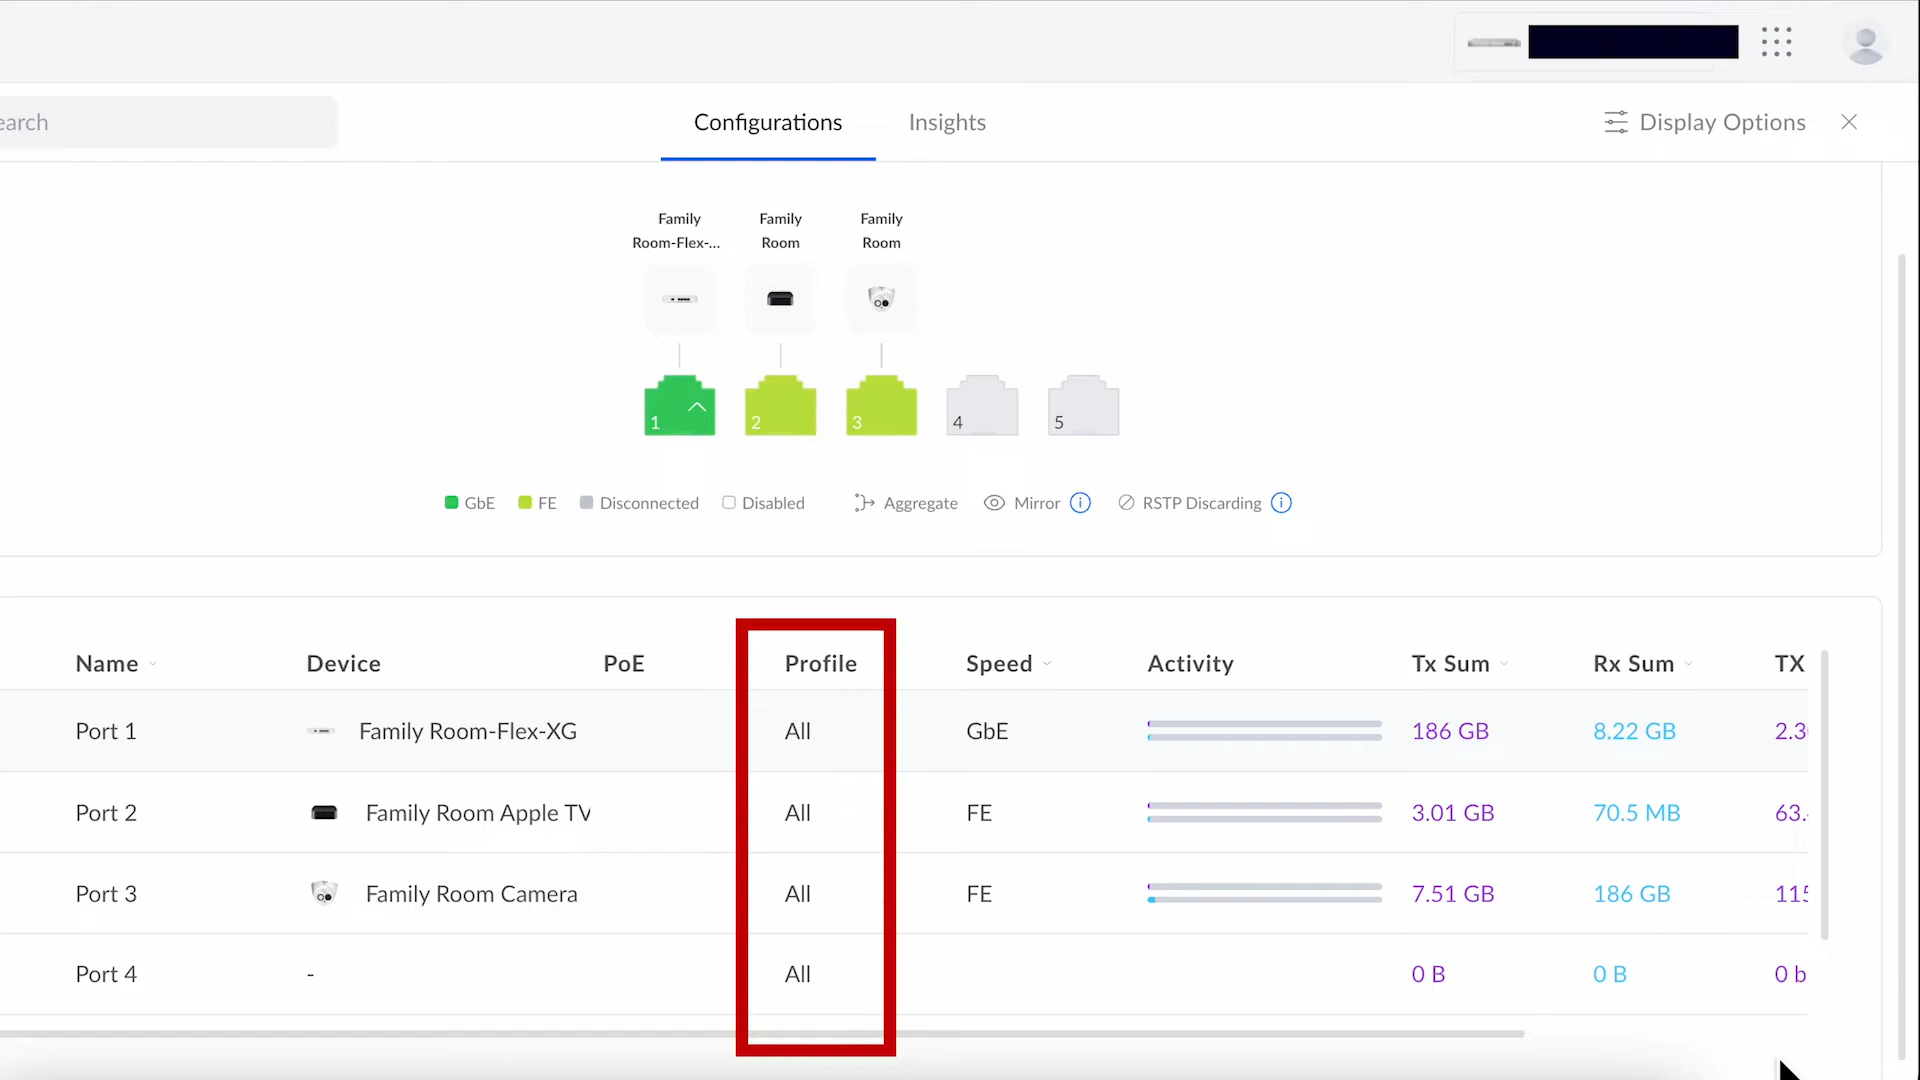 earch
Configurations
Insights
Display Options
Family
Room-Flex-...
Family
Room
Family
Room
1
2
3
4
5
GbE
FE
Disconnected
Disabled
Aggregate
Mirror
RSTP Discarding
Name Device PoE Profile Speed Activity Tx Sum Rx Sum TX
Port 1 Family Room-Flex-XG All GbE 186 GB 8.22 GB 2.3
Port 2 Family Room Apple TV All FE 3.01 GB 70.5 MB 63.
Port 3 Family Room Camera All FE 7.51 GB 186 GB 115
Port 4 - All 0 B 0 B 0 b